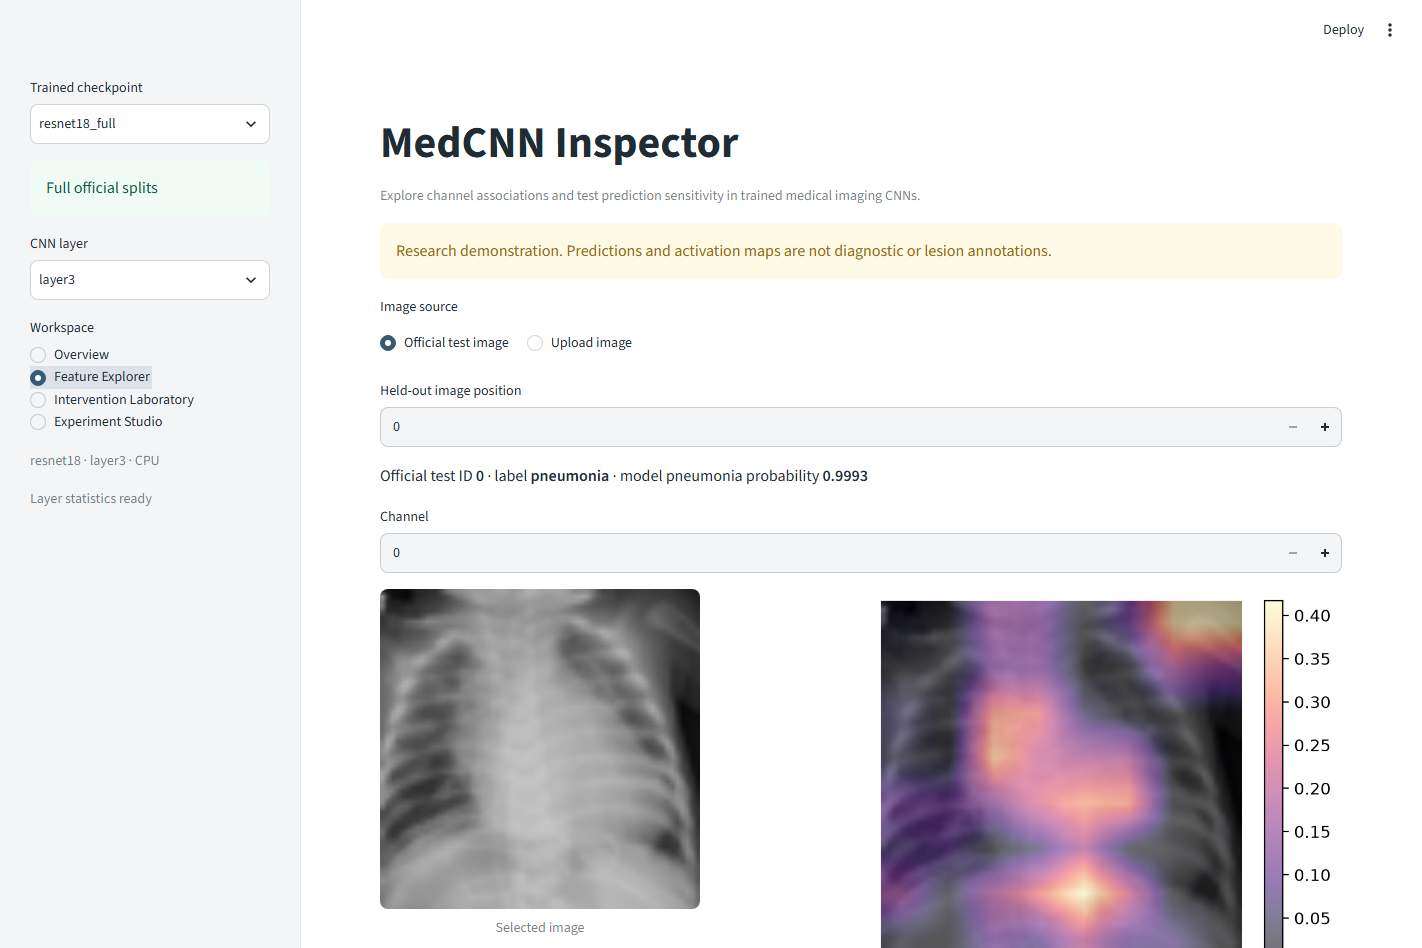 Deploy
Trained checkpoint
resnet18_full
Full official splits
CNN layer
layer3
Workspace
Overview
Feature Explorer
Intervention Laboratory
Experiment Studio
resnet18 · layer3 · CPU
Layer statistics ready
MedCNN Inspector
Explore channel associations and test prediction sensitivity in trained medical imaging CNNs.
Research demonstration. Predictions and activation maps are not diagnostic or lesion annotations.
Image source
Official test image
Upload image
Held-out image position
0
Official test ID 0 · label pneumonia · model pneumonia probability 0.9993
Channel
0
Selected image
0.40
0.35
0.30
0.25
0.20
0.15
0.10
0.05